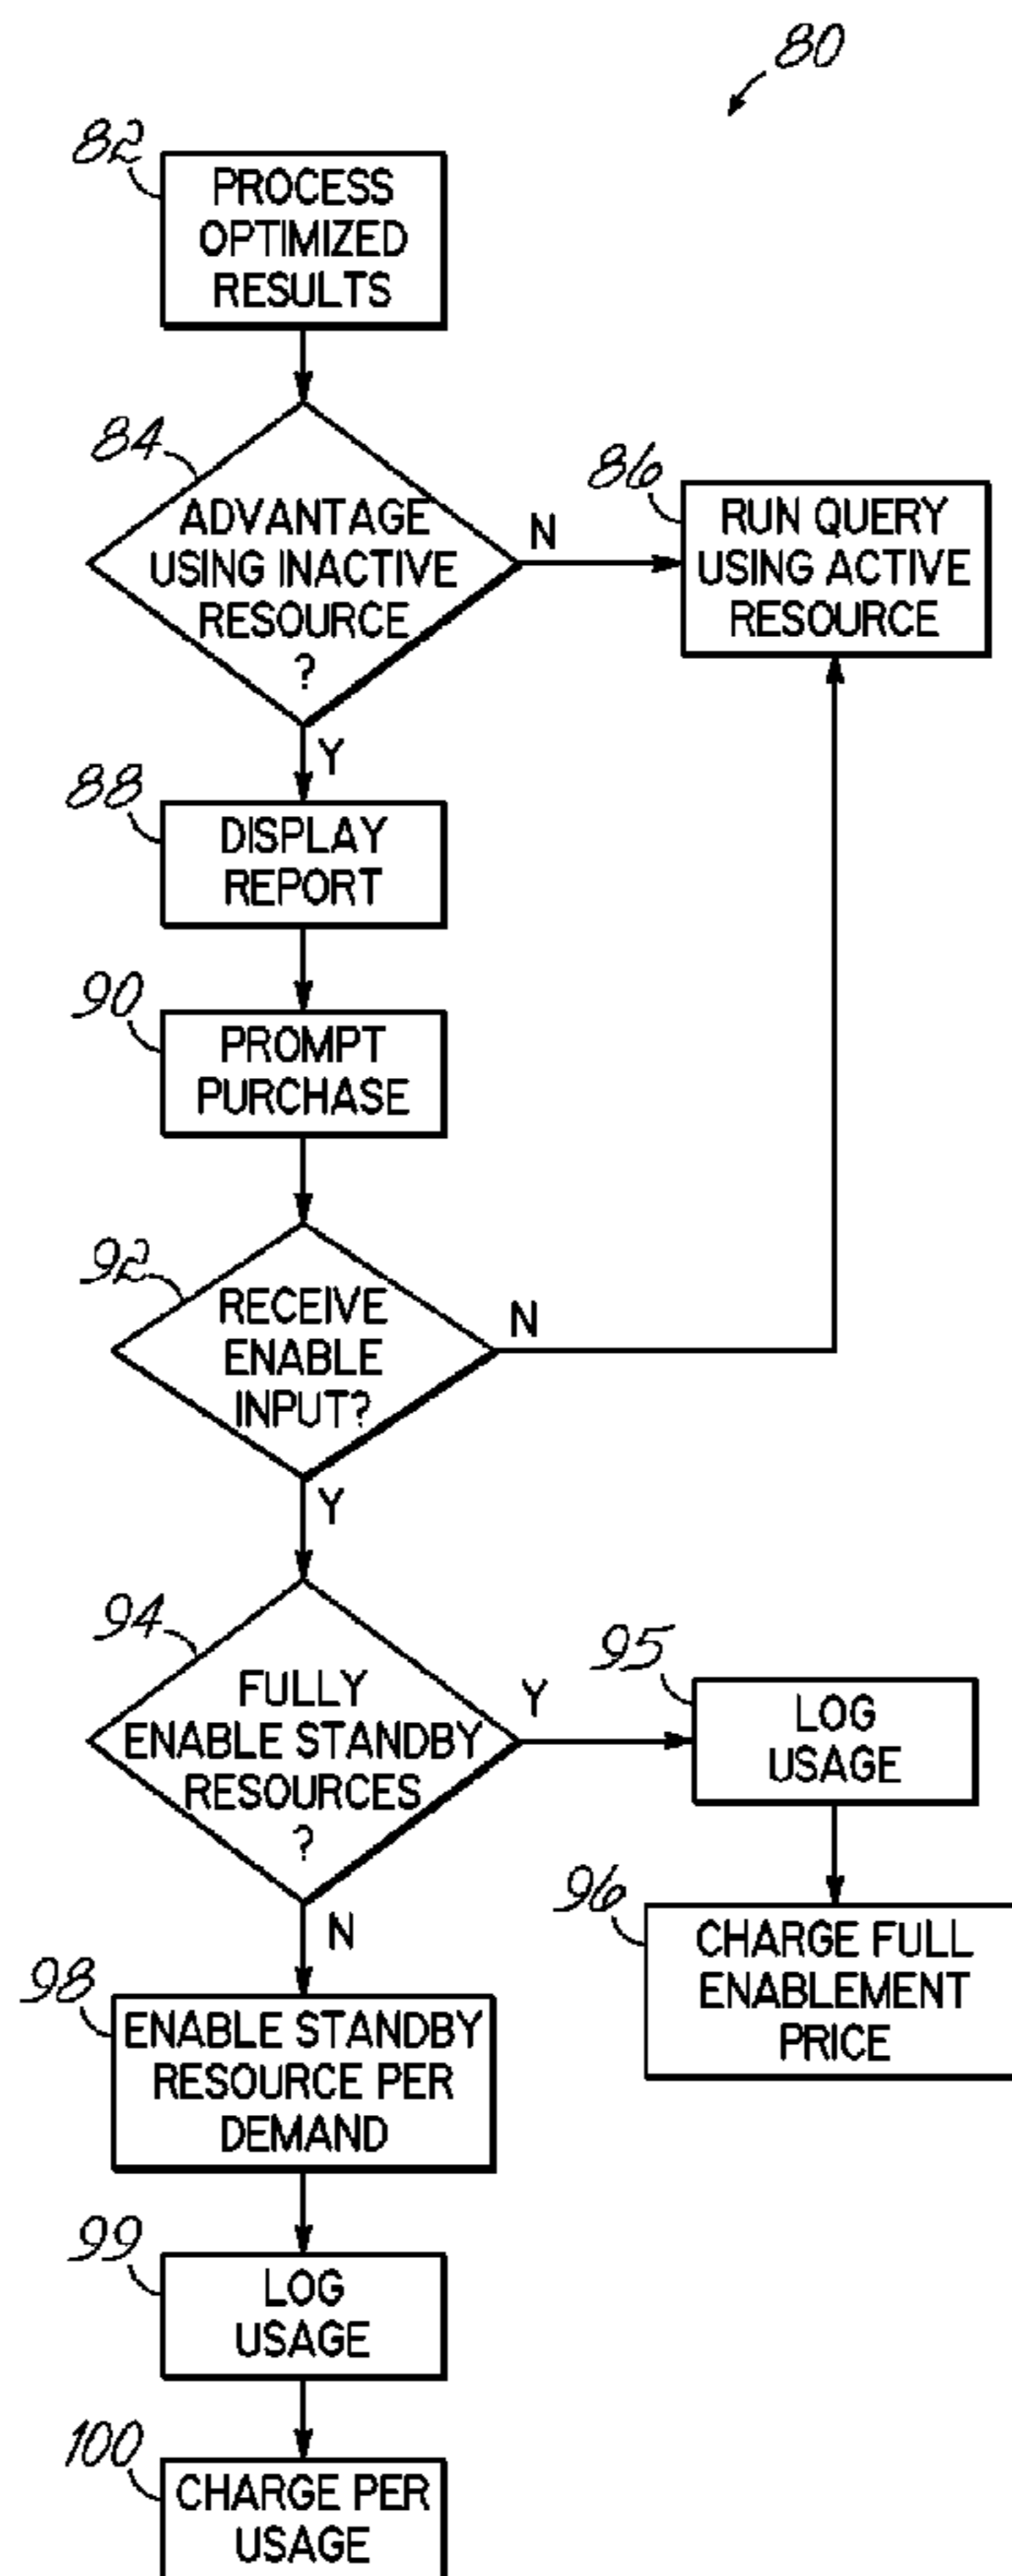 80
82
PROCESS
OPTIMIZED
RESULTS
84
ADVANTAGE
USING INACTIVE
RESOURCE
?
N
86
RUN QUERY
USING ACTIVE
RESOURCE
Y
88
DISPLAY
REPORT
90
PROMPT
PURCHASE
92
RECEIVE
ENABLE
INPUT?
N
Y
94
FULLY
ENABLE STANDBY
RESOURCES
?
Y
95
LOG
USAGE
96
CHARGE FULL
ENABLEMENT
PRICE
N
98
ENABLE STANDBY
RESOURCE PER
DEMAND
99
LOG
USAGE
100
CHARGE PER
USAGE